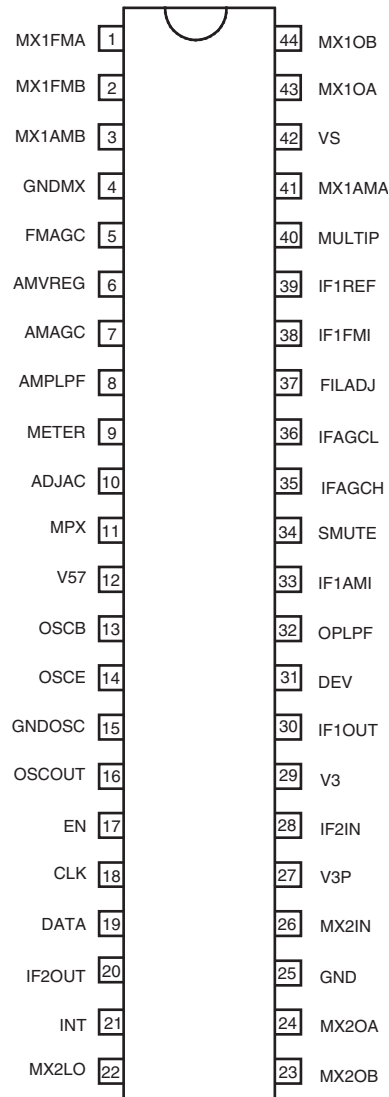 MX1FMA 1 44 MX1OB
MX1FMB 2 43 MX1OA
MX1AMB 3 42 VS
GNDMX 4 41 MX1AMA
FMAGC 5 40 MULTIP
AMVREG 6 39 IF1REF
AMAGC 7 38 IF1FMI
AMPLPF 8 37 FILADJ
METER 9 36 IFAGCL
ADJAC 10 35 IFAGCH
MPX 11 34 SMUTE
V57 12 33 IF1AMI
OSCB 13 32 OPLPF
OSCE 14 31 DEV
GNDOSC 15 30 IF1OUT
OSCOUT 16 29 V3
EN 17 28 IF2IN
CLK 18 27 V3P
DATA 19 26 MX2IN
IF2OUT 20 25 GND
INT 21 24 MX2OA
MX2LO 22 23 MX2OB